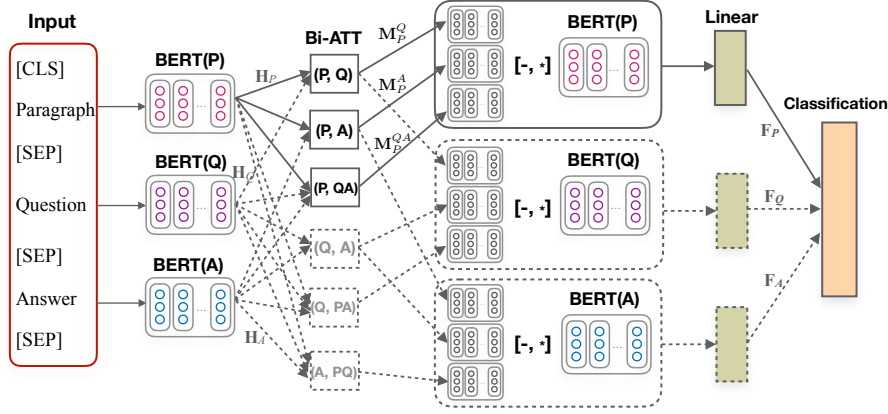 Input
[CLS]
Paragraph
[SEP]
Question
[SEP]
Answer
[SEP]
BERT(P)
...
BERT(Q)
...
BERT(A)
...
H_P
H_Q
H_A
Bi-ATT
(P, Q)
(P, A)
(P, QA)
(Q, A)
(Q, PA)
(A, PQ)
M_P^Q
M_P^A
M_P^{QA}
BERT(P)
[-, *]
...
BERT(Q)
[-, *]
...
BERT(A)
[-, *]
...
Linear
F_P
F_Q
F_A
Classification